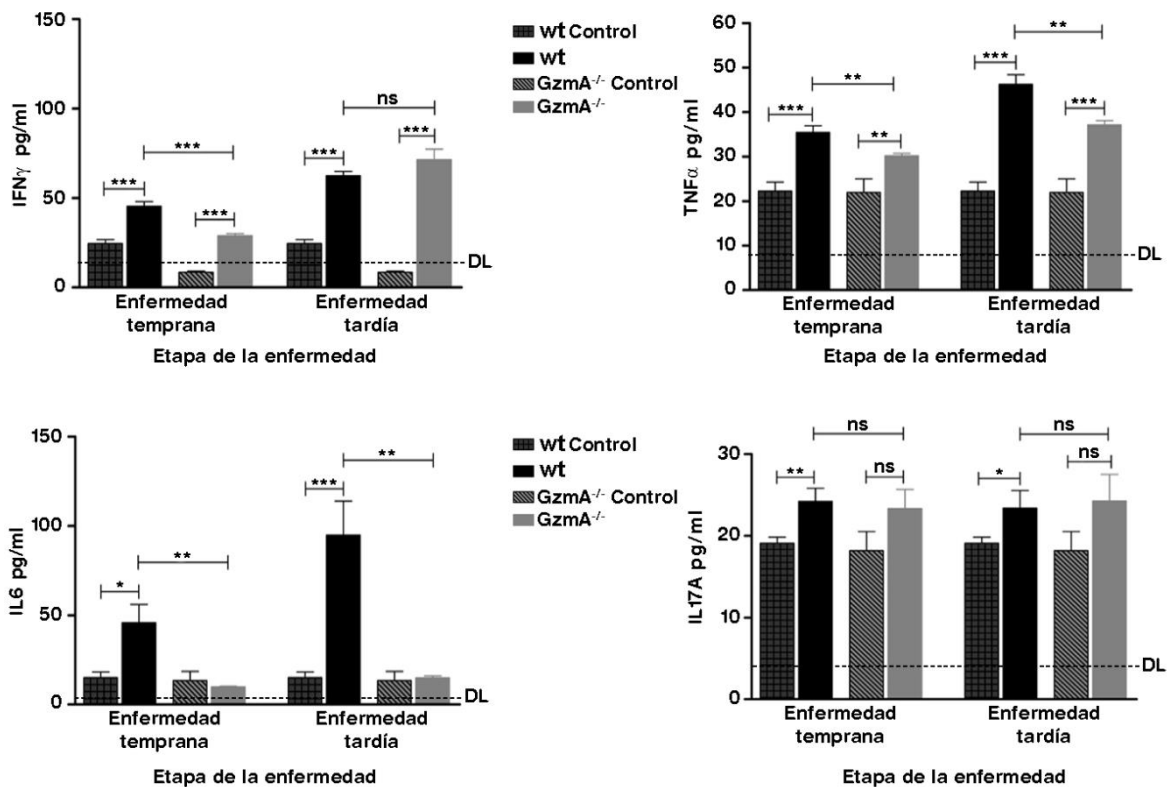 150
100
50
0
IFNγ pg/ml
***
***
***
***
ns
***
DL
Enfermedad temprana
Enfermedad tardía
Etapa de la enfermedad
wt Control
wt
GzmA-/- Control
GzmA-/-
60
50
40
30
20
10
0
TNFα pg/ml
***
**
**
***
**
***
DL
Enfermedad temprana
Enfermedad tardía
Etapa de la enfermedad
150
100
50
0
IL6 pg/ml
*
**
***
**
DL
Enfermedad temprana
Enfermedad tardía
Etapa de la enfermedad
wt Control
wt
GzmA-/- Control
GzmA-/-
30
20
10
0
IL17A pg/ml
**
ns
ns
*
ns
ns
DL
Enfermedad temprana
Enfermedad tardía
Etapa de la enfermedad